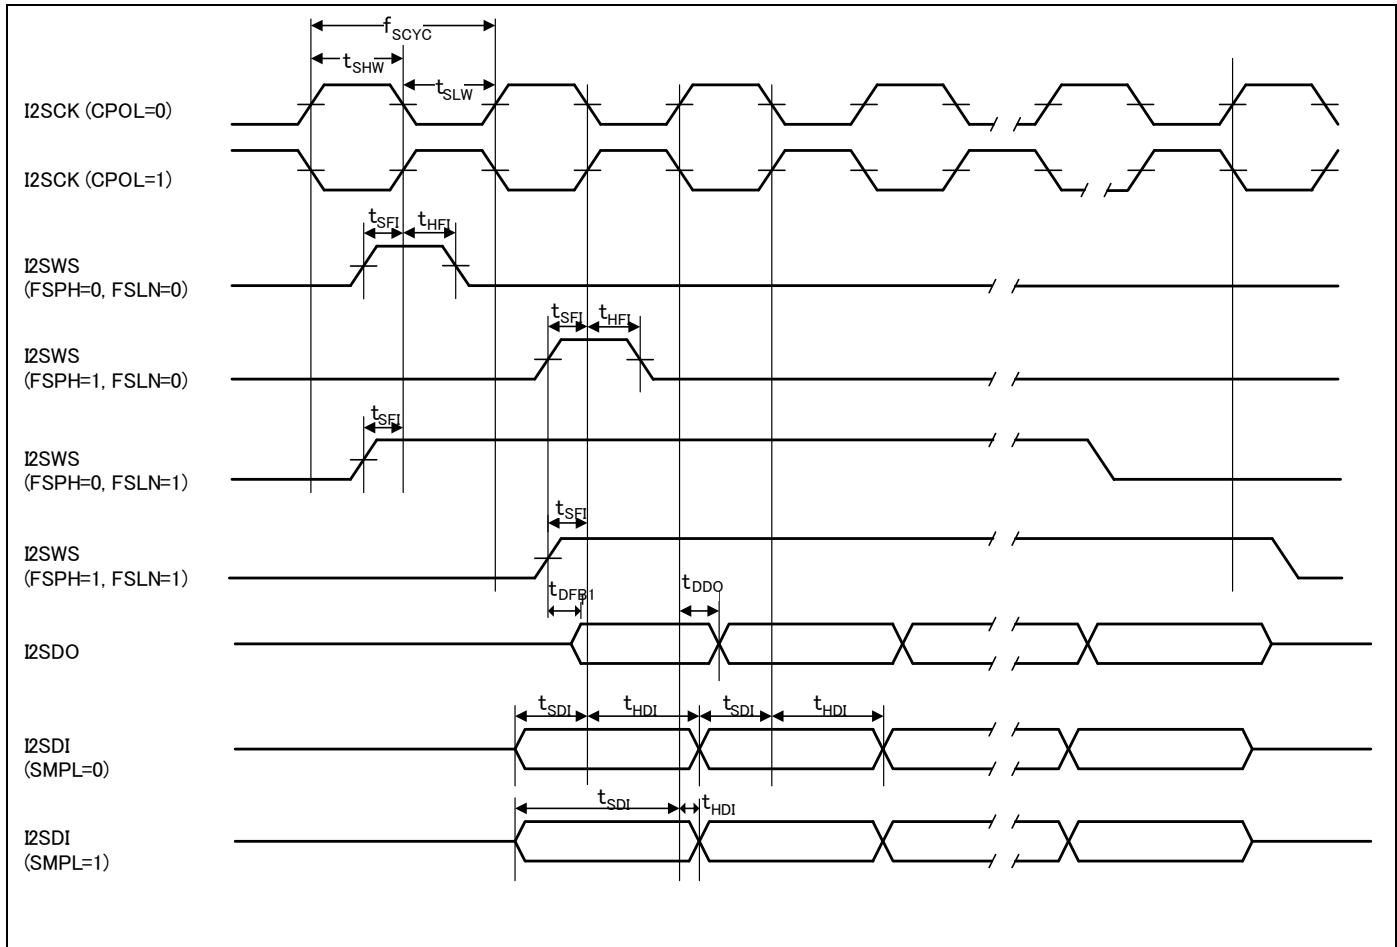 fSCYC
tSHW
tSLW
I2SCK (CPOL=0)
I2SCK (CPOL=1)
tSFI tHFI
I2SWS
(FSPH=0, FSLN=0)
tSFI tHFI
I2SWS
(FSPH=1, FSLN=0)
tSFI
I2SWS
(FSPH=0, FSLN=1)
tSFI
I2SWS
(FSPH=1, FSLN=1)
tDFB1 tDDO
I2SDO
tSDI tHDI tSDI tHDI
I2SDI
(SMPL=0)
tSDI tHDI
I2SDI
(SMPL=1)